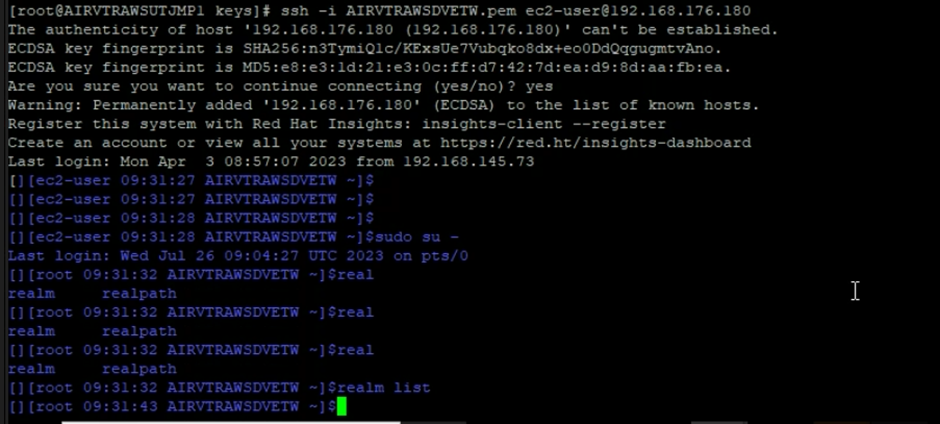 [root@AIRVTRAWSUTJMP1 keys]# ssh -i AIRVTRAWSDVETW.pem ec2-user@192.168.176.180
The authenticity of host '192.168.176.180 (192.168.176.180)' can't be established.
ECDSA key fingerprint is SHA256:n3TymiQ1c/KExsUe7Vubqko8dx+eo0DdQqgugmtvAno.
ECDSA key fingerprint is MD5:e8:e3:1d:21:e3:0c:ff:d7:42:7d:ea:d9:8d:aa:fb:ea.
Are you sure you want to continue connecting (yes/no)? yes
Warning: Permanently added '192.168.176.180' (ECDSA) to the list of known hosts.
Register this system with Red Hat Insights: insights-client --register
Create an account or view all your systems at https://red.ht/insights-dashboard
Last login: Mon Apr  3 08:57:07 2023 from 192.168.145.73
[][ec2-user 09:31:27 AIRVTRAWSDVETW ~]$
[][ec2-user 09:31:27 AIRVTRAWSDVETW ~]$
[][ec2-user 09:31:28 AIRVTRAWSDVETW ~]$
[][ec2-user 09:31:28 AIRVTRAWSDVETW ~]$sudo su -
Last login: Wed Jul 26 09:04:27 UTC 2023 on pts/0
[][root 09:31:32 AIRVTRAWSDVETW ~]$real
realm     realpath
[][root 09:31:32 AIRVTRAWSDVETW ~]$real
realm     realpath
[][root 09:31:32 AIRVTRAWSDVETW ~]$real
realm     realpath
[][root 09:31:32 AIRVTRAWSDVETW ~]$realm list
[][root 09:31:43 AIRVTRAWSDVETW ~]$